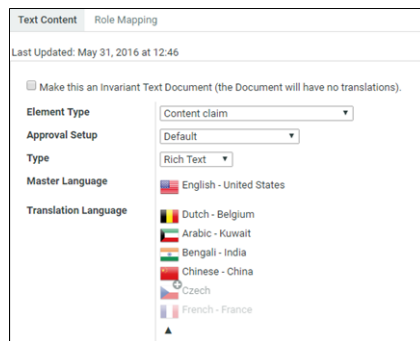 Text Content Role Mapping
Last Updated: May 31, 2016 at 12:46
Make this an Invariant Text Document (the Document will have no translations).
Element Type Content claim
Approval Setup Default
Type Rich Text
Master Language English - United States
Translation Language Dutch - Belgium
Arabic - Kuwait
Bengali - India
Chinese - China
Czech
French - France